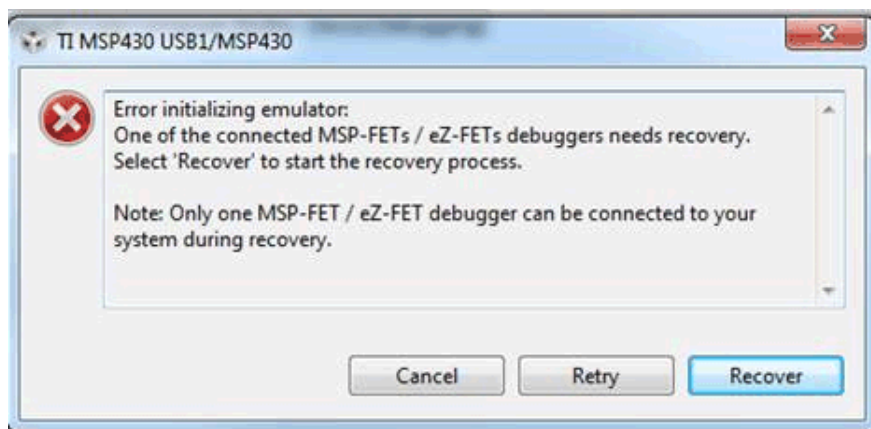 TI MSP430 USB1/MSP430
Error initializing emulator:
One of the connected MSP-FETs / eZ-FETs debuggers needs recovery.
Select 'Recover' to start the recovery process.
Note: Only one MSP-FET / eZ-FET debugger can be connected to your
system during recovery.
Cancel Retry Recover